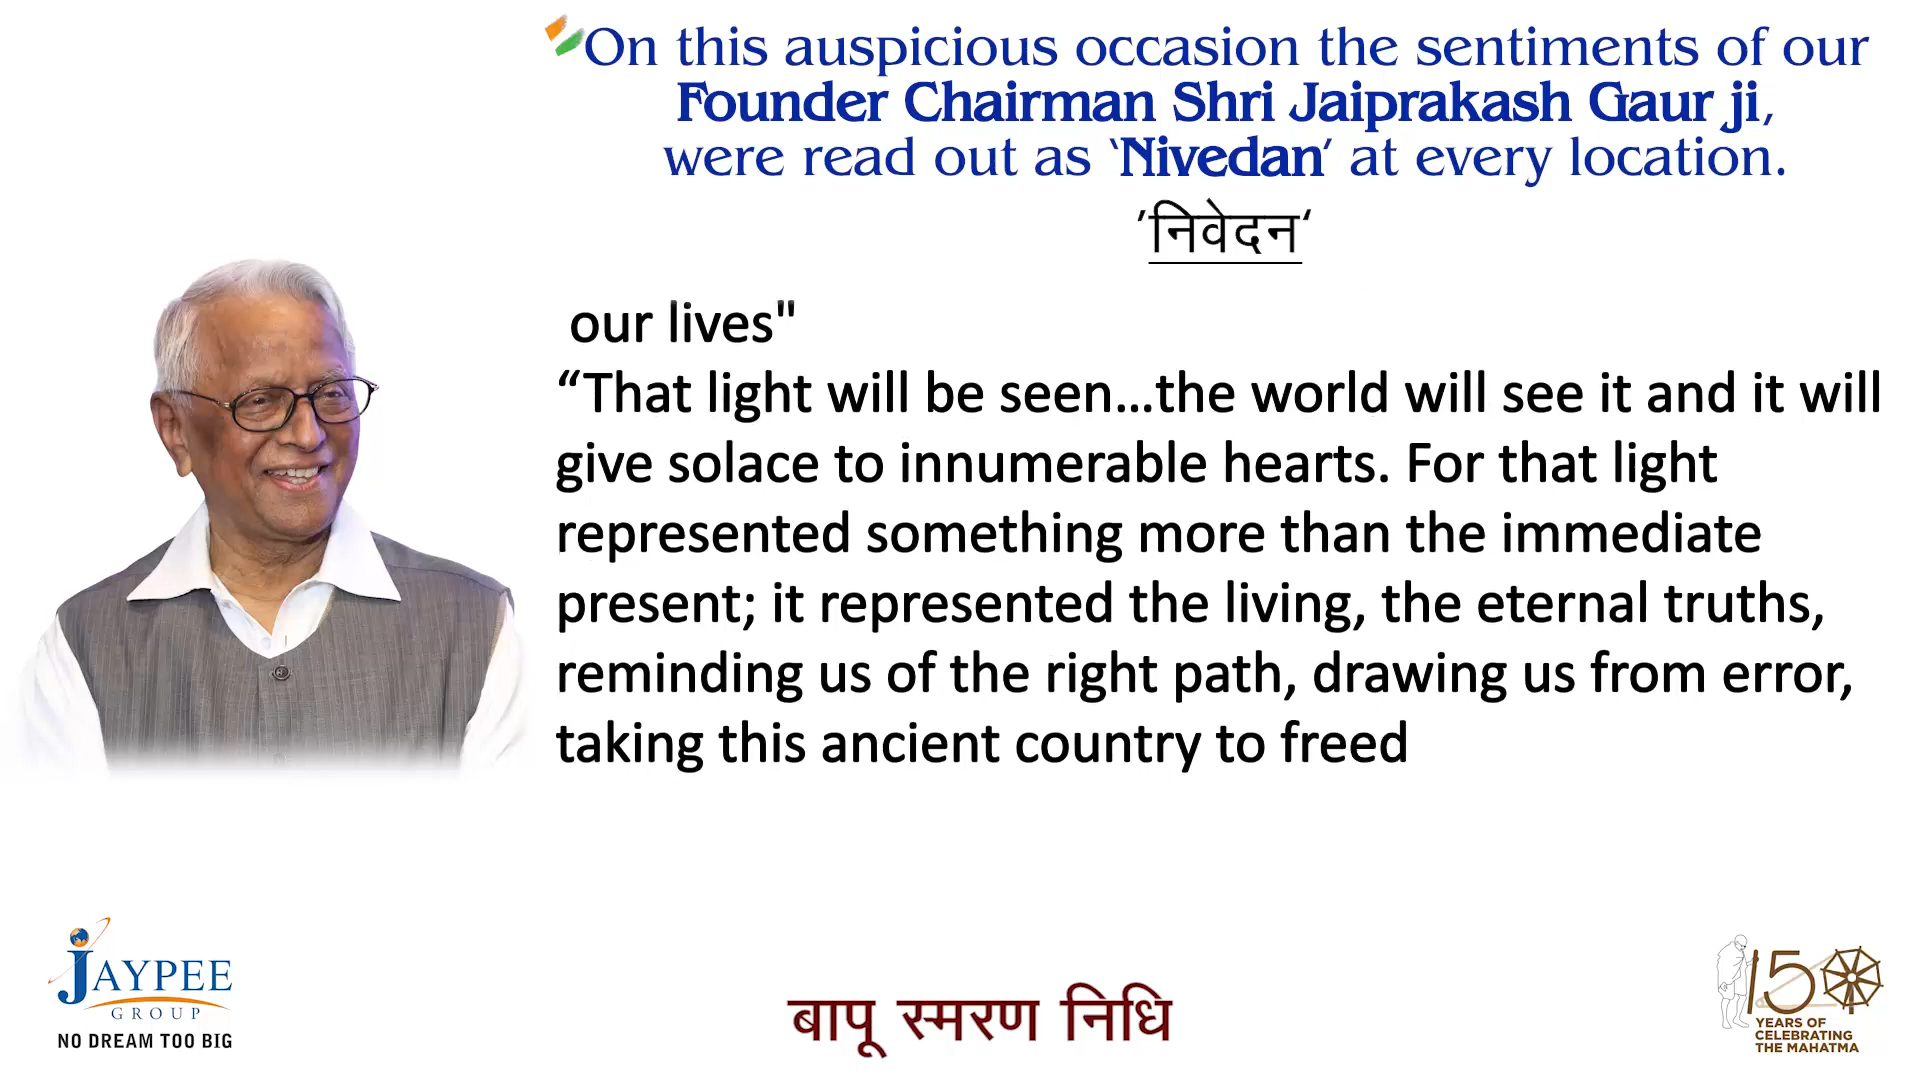 On this auspicious occasion the sentiments of our
Founder Chairman Shri Jaiprakash Gaur ji,
were read out as ‘Nivedan’ at every location.
’निवेदन‘
our lives"
“That light will be seen...the world will see it and it will
give solace to innumerable hearts. For that light
represented something more than the immediate
present; it represented the living, the eternal truths,
reminding us of the right path, drawing us from error,
taking this ancient country to freed
JAYPEE
GROUP
NO DREAM TOO BIG
बापू स्मरण निधि
150
YEARS OF
CELEBRATING
THE MAHATMA